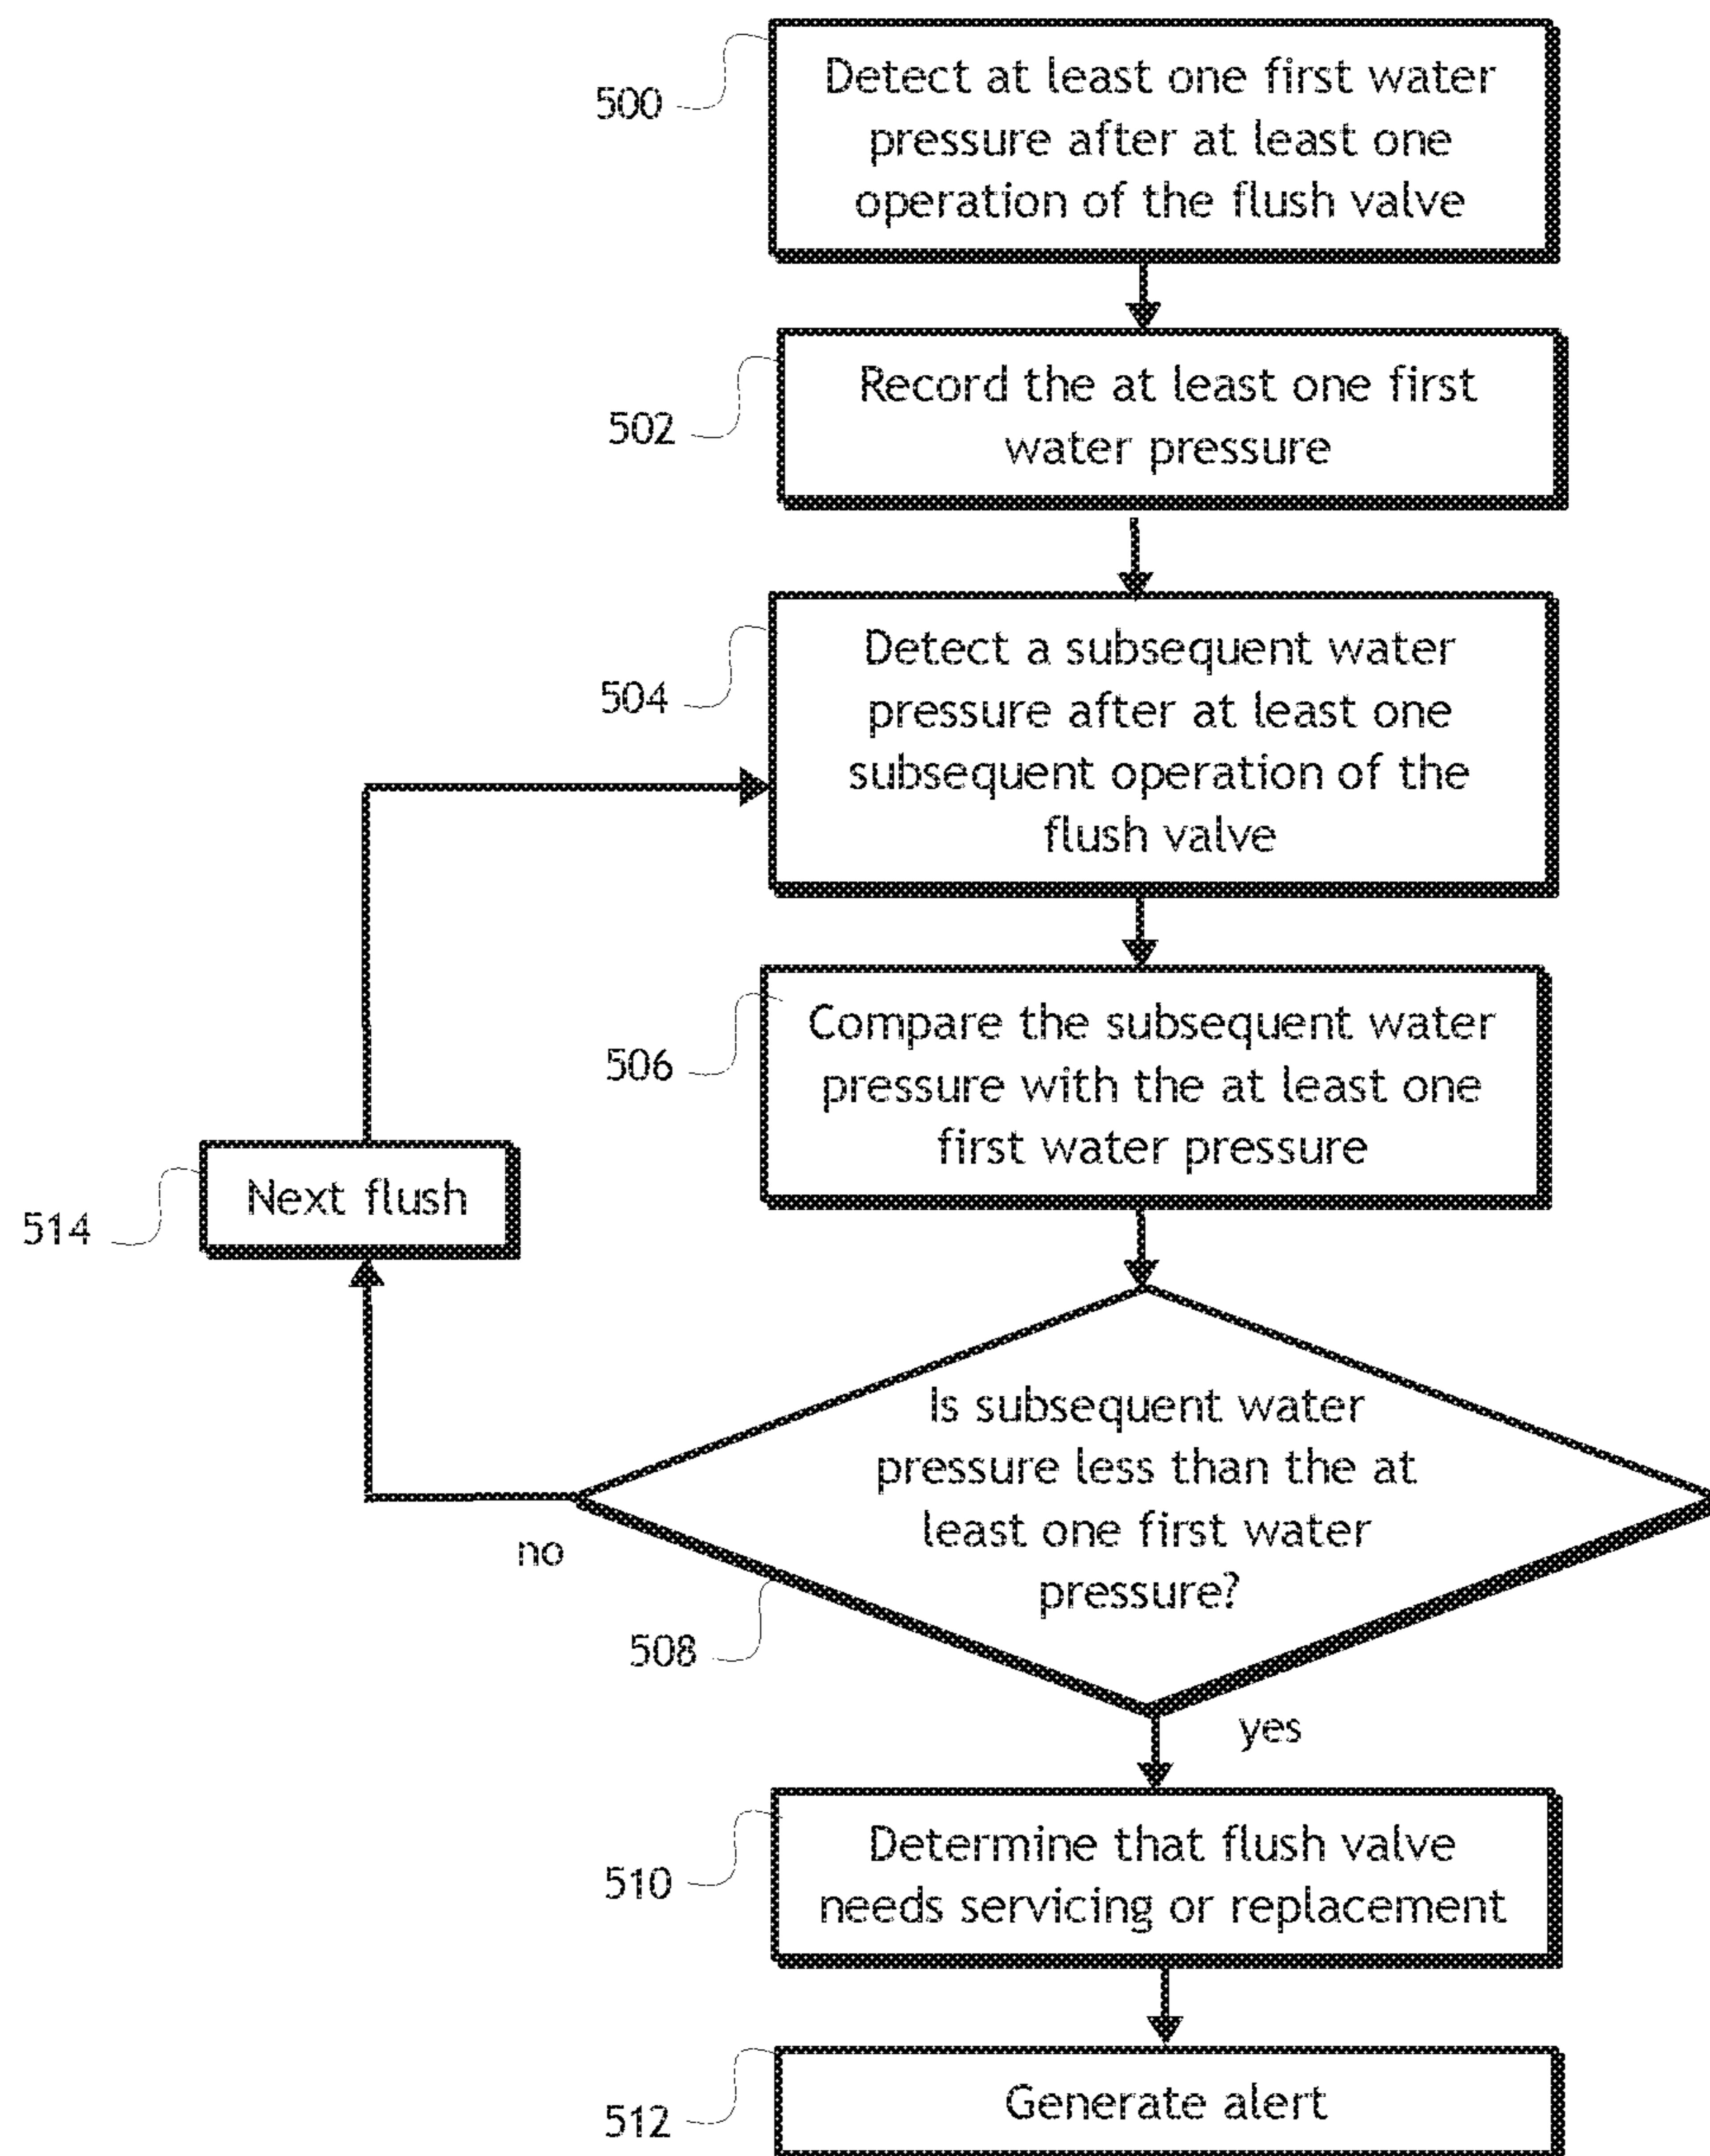 500
Detect at least one first water
pressure after at least one
operation of the flush valve
502
Record the at least one first
water pressure
504
Detect a subsequent water
pressure after at least one
subsequent operation of the
flush valve
506
Compare the subsequent water
pressure with the at least one
first water pressure
514
Next flush
Is subsequent water
pressure less than the at
least one first water
pressure?
no
508
yes
510
Determine that flush valve
needs servicing or replacement
512
Generate alert